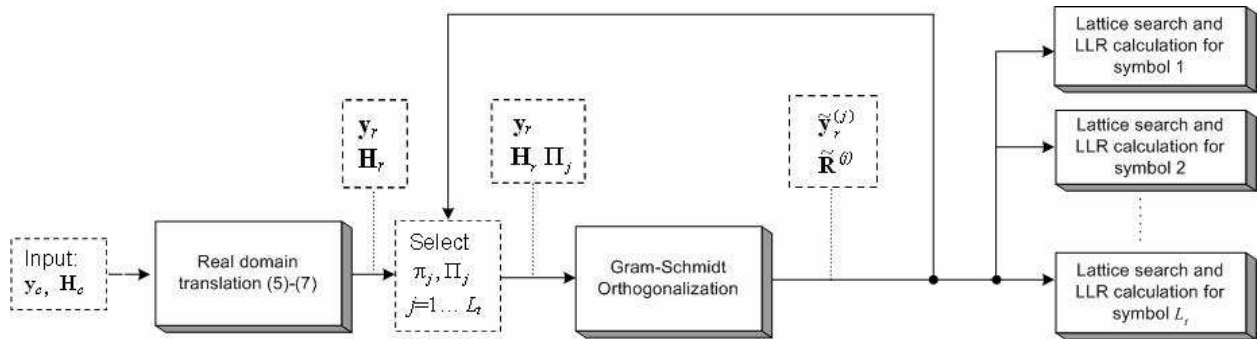 Input:
y_c, H_c
Real domain
translation (5)-(7)
y_r
H_r
Select
π_j, Π_j
j=1 … L_t
y_r
H_r Π_j
Gram-Schmidt
Orthogonalization
ỹ_r^(j)
R̃^(j)
Lattice search and
LLR calculation for
symbol 1
Lattice search and
LLR calculation for
symbol 2
Lattice search and
LLR calculation for
symbol L_t